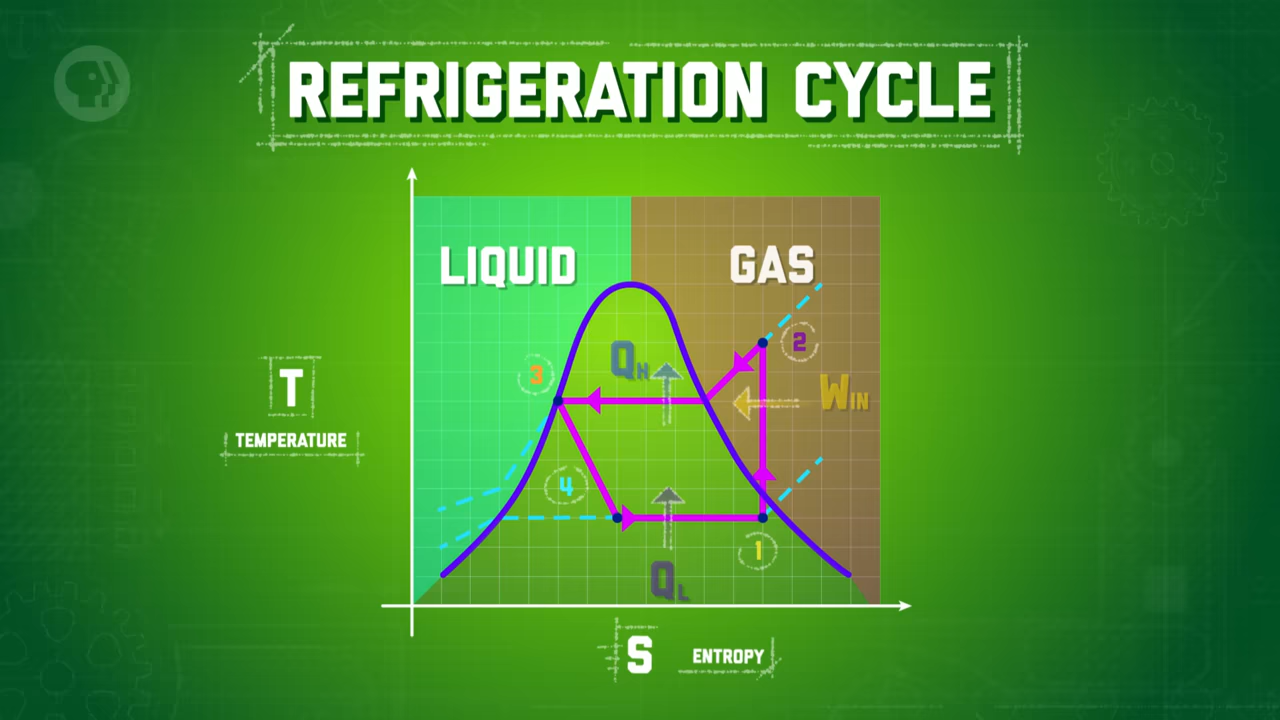 REFRIGERATION CYCLE
LIQUID
GAS
QH
2
3
WIN
T
TEMPERATURE
4
1
QL
S ENTROPY